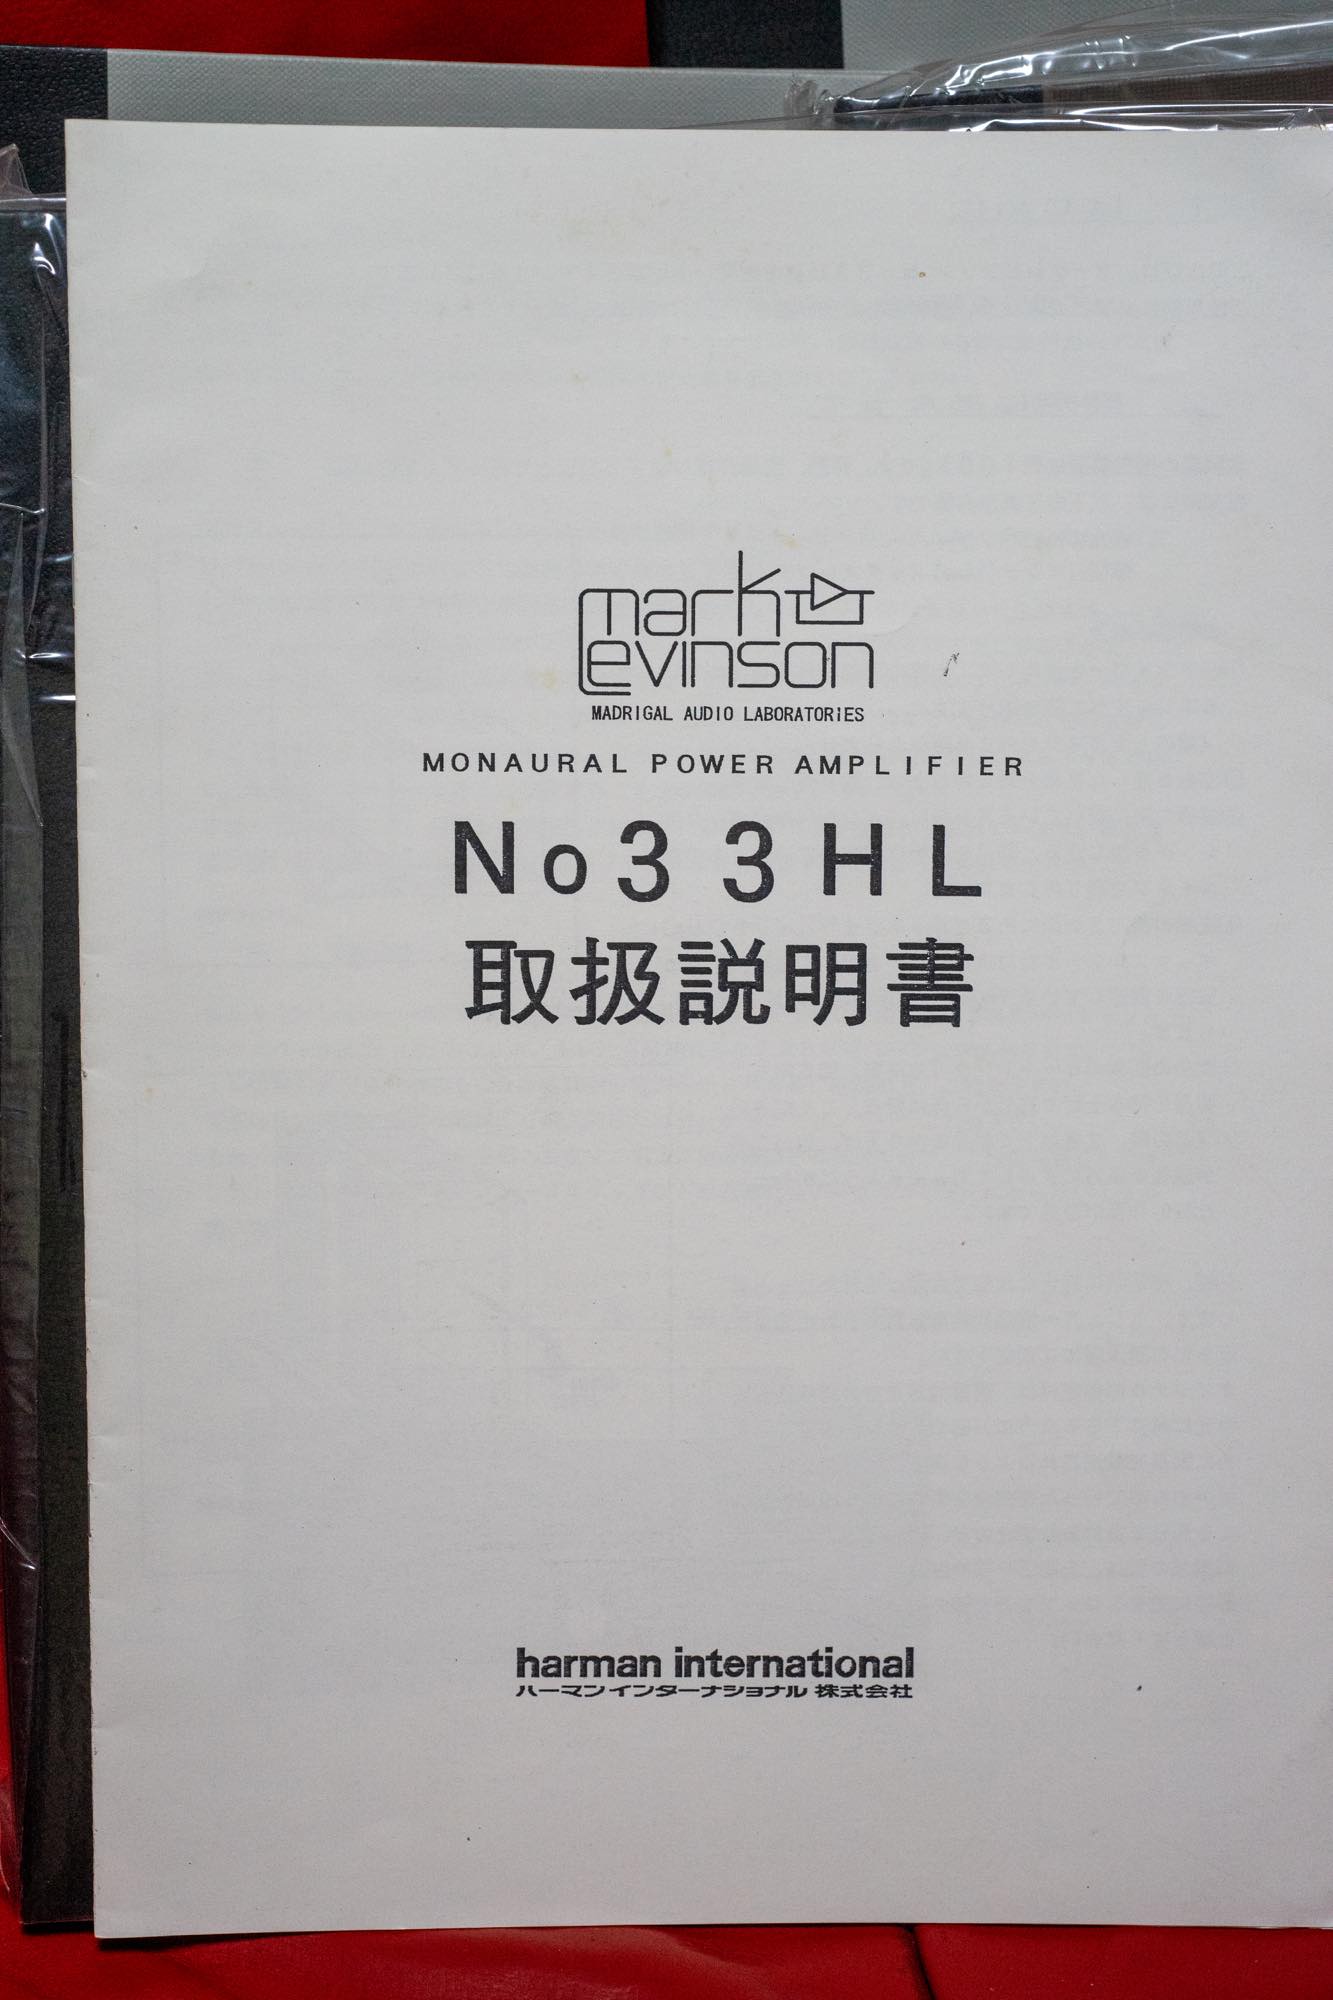 mark
Levinson
MADRIGAL AUDIO LABORATORIES
MONAURAL POWER AMPLIFIER
No33HL
取扱説明書
harman international
ハーマンインターナショナル 株式会社